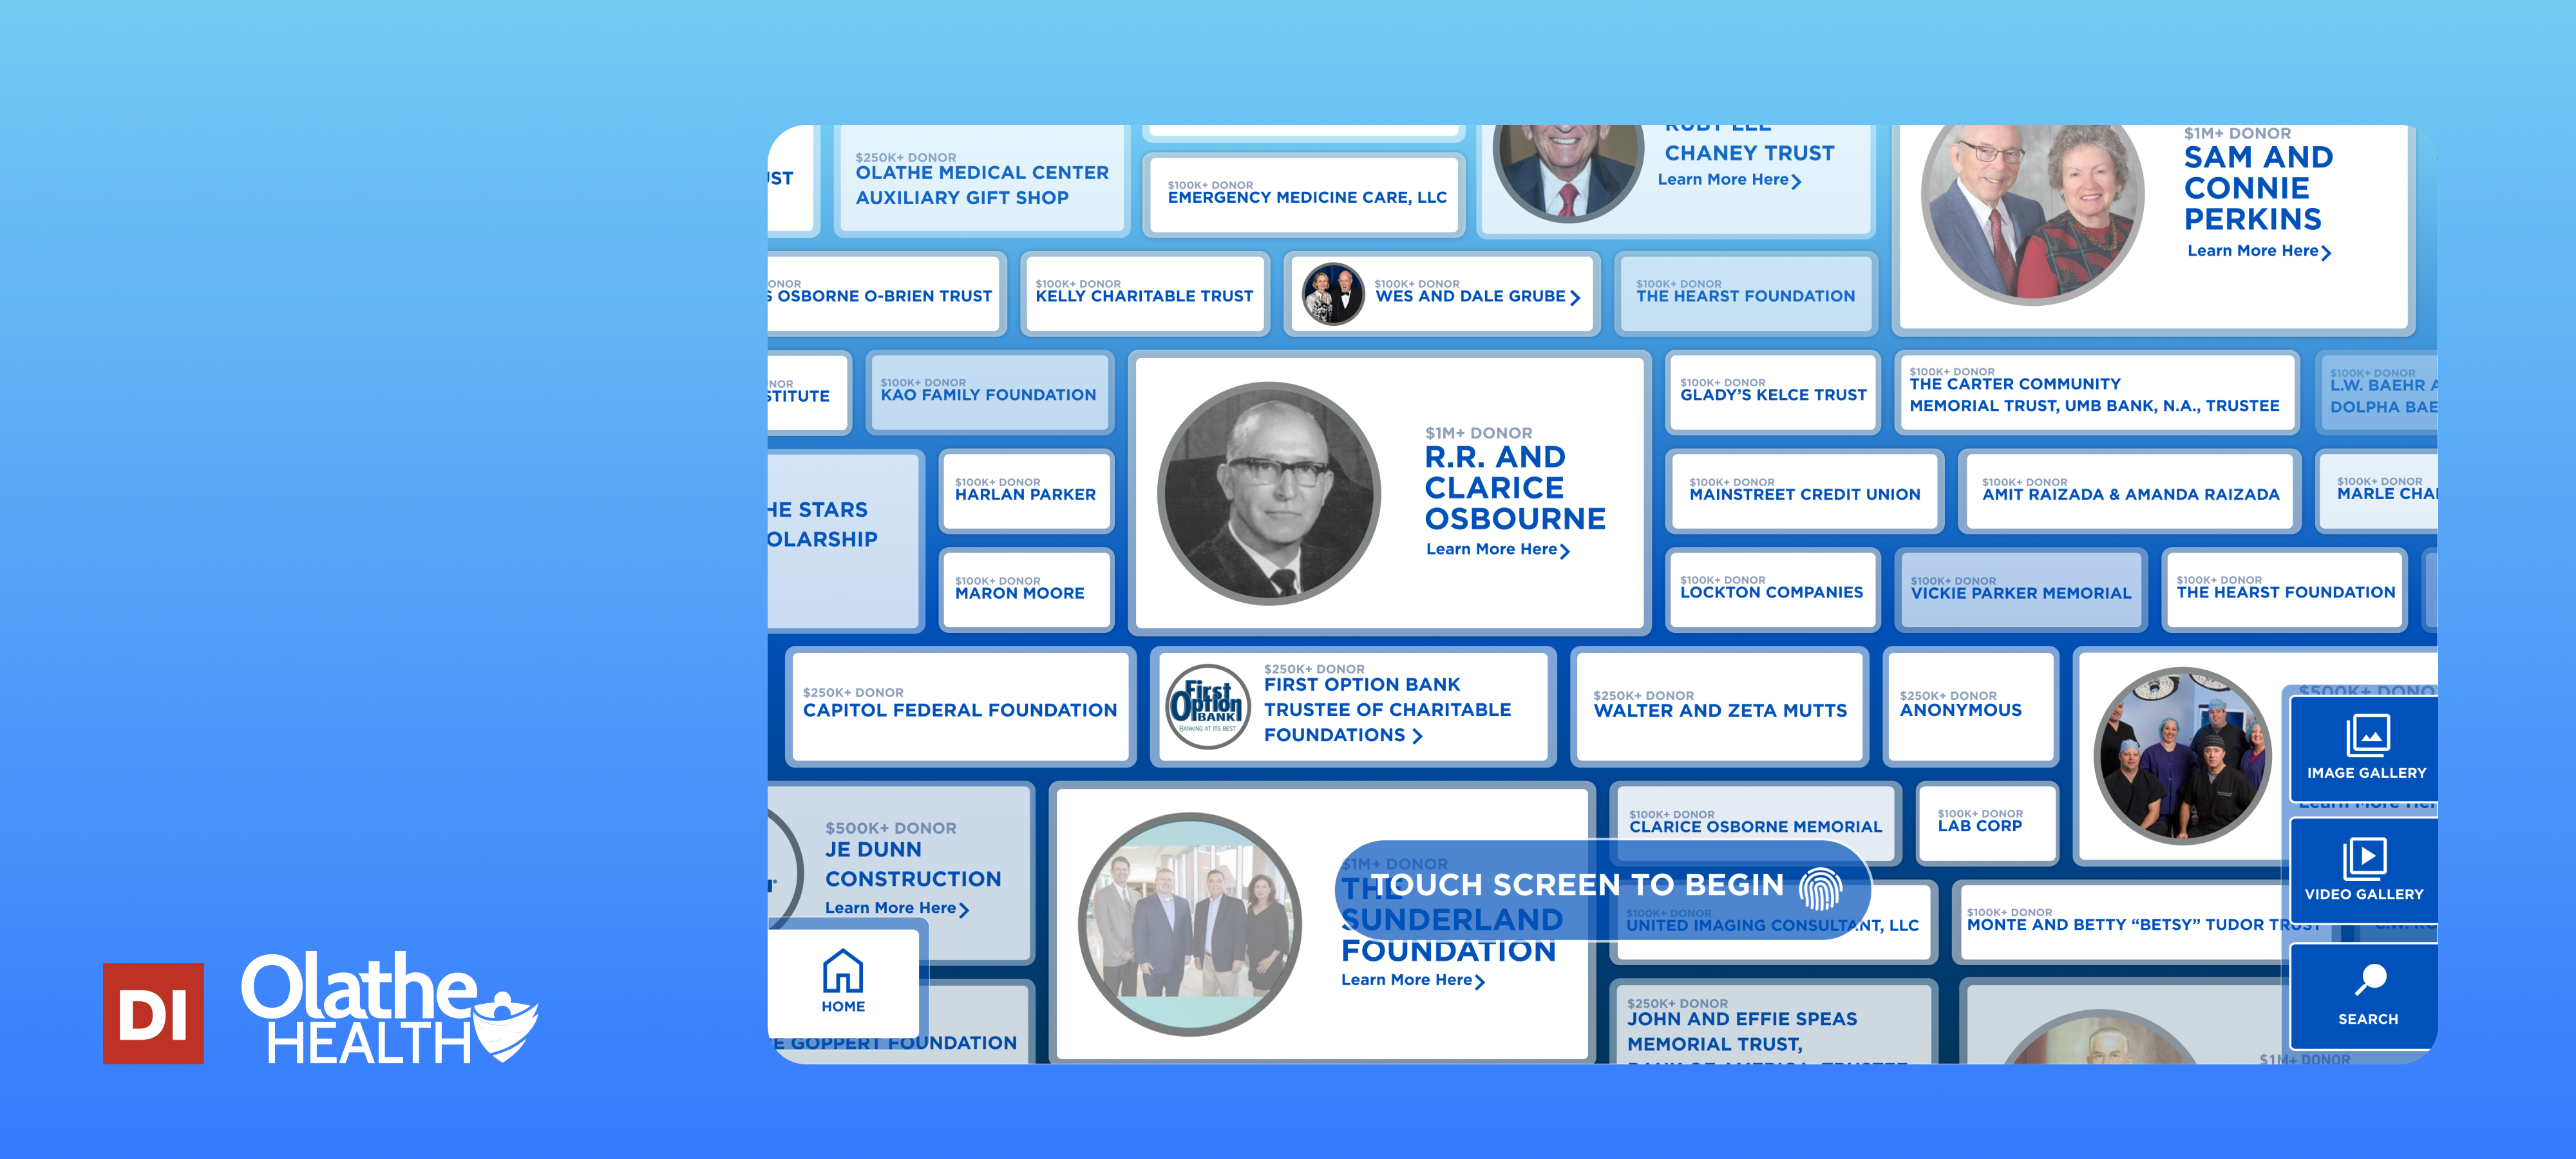 $250K+ DONOR
OLATHE MEDICAL CENTER
AUXILIARY GIFT SHOP
$100K+ DONOR
EMERGENCY MEDICINE CARE, LLC
RUBY LEE
CHANEY TRUST
Learn More Here
$1M+ DONOR
SAM AND
CONNIE
PERKINS
Learn More Here
OSBORNE O-BRIEN TRUST
$100K+ DONOR
KELLY CHARITABLE TRUST
$100K+ DONOR
WES AND DALE GRUBE
$100K+ DONOR
THE HEARST FOUNDATION
$100K+ DONOR
KAO FAMILY FOUNDATION
$1M+ DONOR
R.R. AND
CLARICE
OSBOURNE
Learn More Here
$100K+ DONOR
GLADY'S KELCE TRUST
$100K+ DONOR
THE CARTER COMMUNITY
MEMORIAL TRUST, UMB BANK, N.A., TRUSTEE
$100K+ DONOR
L.W. BAEHR
DOLPHA
STARS
$100K+ DONOR
HARLAN PARKER
$100K+ DONOR
MAINSTREET CREDIT UNION
$100K+ DONOR
AMIT RAIZADA & AMANDA RAIZADA
$100K+ DONOR
MARLE
$100K+ DONOR
MARON MOORE
$100K+ DONOR
LOCKTON COMPANIES
$100K+ DONOR
VICKIE PARKER MEMORIAL
$100K+ DONOR
THE HEARST FOUNDATION
$250K+ DONOR
CAPITOL FEDERAL FOUNDATION
First
Option
BANK
BANKING AT ITS BEST
$250K+ DONOR
FIRST OPTION BANK
TRUSTEE OF CHARITABLE
FOUNDATIONS
$250K+ DONOR
WALTER AND ZETA MUTTS
$250K+ DONOR
ANONYMOUS
$500K+
IMAGE GALLERY
VIDEO GALLERY
SEARCH
$500K+ DONOR
JE DUNN
CONSTRUCTION
Learn More Here
$1M+ DONOR
THE
SUNDERLAND
FOUNDATION
Learn More Here
TOUCH SCREEN TO BEGIN
$100K+ DONOR
CLARICE OSBORNE MEMORIAL
$100K+ DONOR
LAB CORP
$100K+ DONOR
UNITED IMAGING CONSULTANT, LLC
$100K+ DONOR
MONTE AND BETTY “BETSY” TUDOR TRUST
HOME
GOPPERT FOUNDATION
$250K+ DONOR
JOHN AND EFFIE SPEAS
MEMORIAL TRUST,
BANK OF AMERICA, TRUSTEE
$1M+ DONOR
DI
Olathe
HEALTH